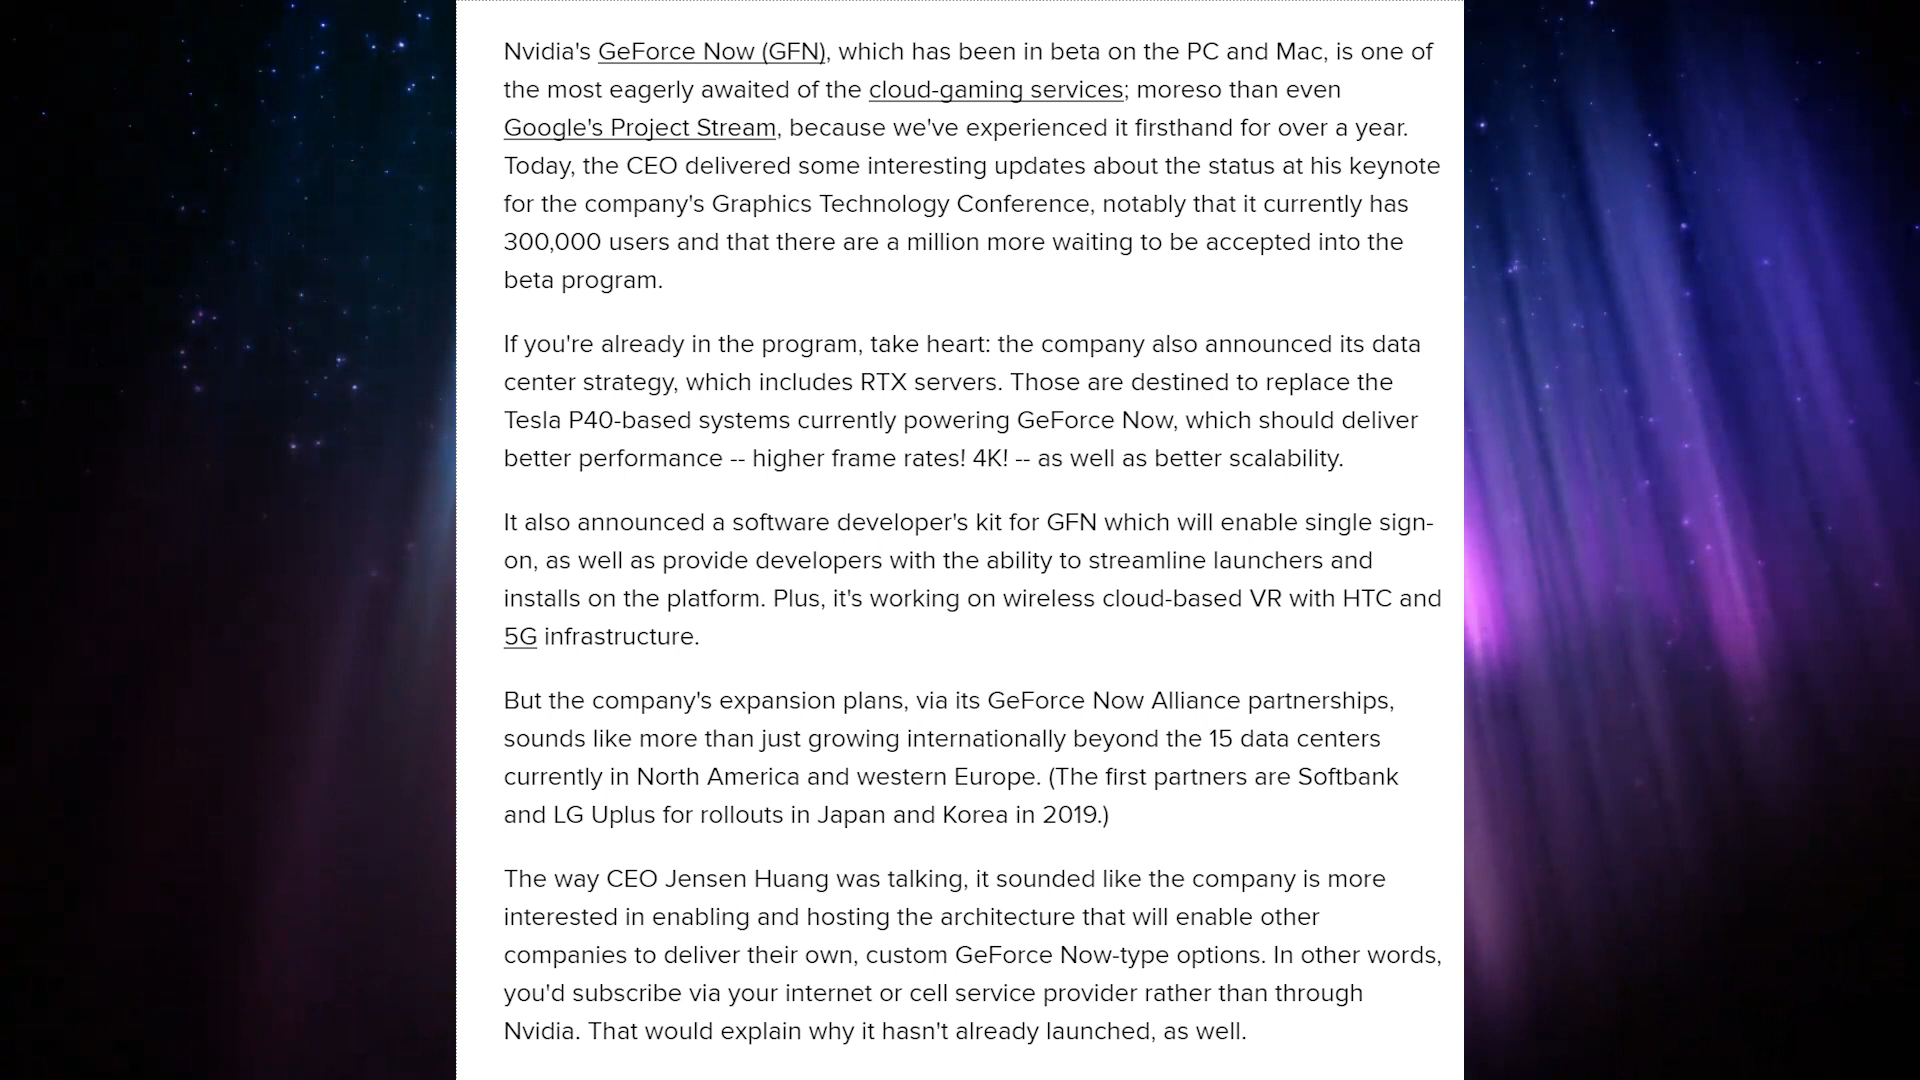 Nvidia's GeForce Now (GFN), which has been in beta on the PC and Mac, is one of
the most eagerly awaited of the cloud-gaming services; moreso than even
Google's Project Stream, because we've experienced it firsthand for over a year.
Today, the CEO delivered some interesting updates about the status at his keynote
for the company's Graphics Technology Conference, notably that it currently has
300,000 users and that there are a million more waiting to be accepted into the
beta program.
If you're already in the program, take heart: the company also announced its data
center strategy, which includes RTX servers. Those are destined to replace the
Tesla P40-based systems currently powering GeForce Now, which should deliver
better performance -- higher frame rates! 4K! -- as well as better scalability.
It also announced a software developer's kit for GFN which will enable single sign-
on, as well as provide developers with the ability to streamline launchers and
installs on the platform. Plus, it's working on wireless cloud-based VR with HTC and
5G infrastructure.
But the company's expansion plans, via its GeForce Now Alliance partnerships,
sounds like more than just growing internationally beyond the 15 data centers
currently in North America and western Europe. (The first partners are Softbank
and LG Uplus for rollouts in Japan and Korea in 2019.)
The way CEO Jensen Huang was talking, it sounded like the company is more
interested in enabling and hosting the architecture that will enable other
companies to deliver their own, custom GeForce Now-type options. In other words,
you'd subscribe via your internet or cell service provider rather than through
Nvidia. That would explain why it hasn't already launched, as well.